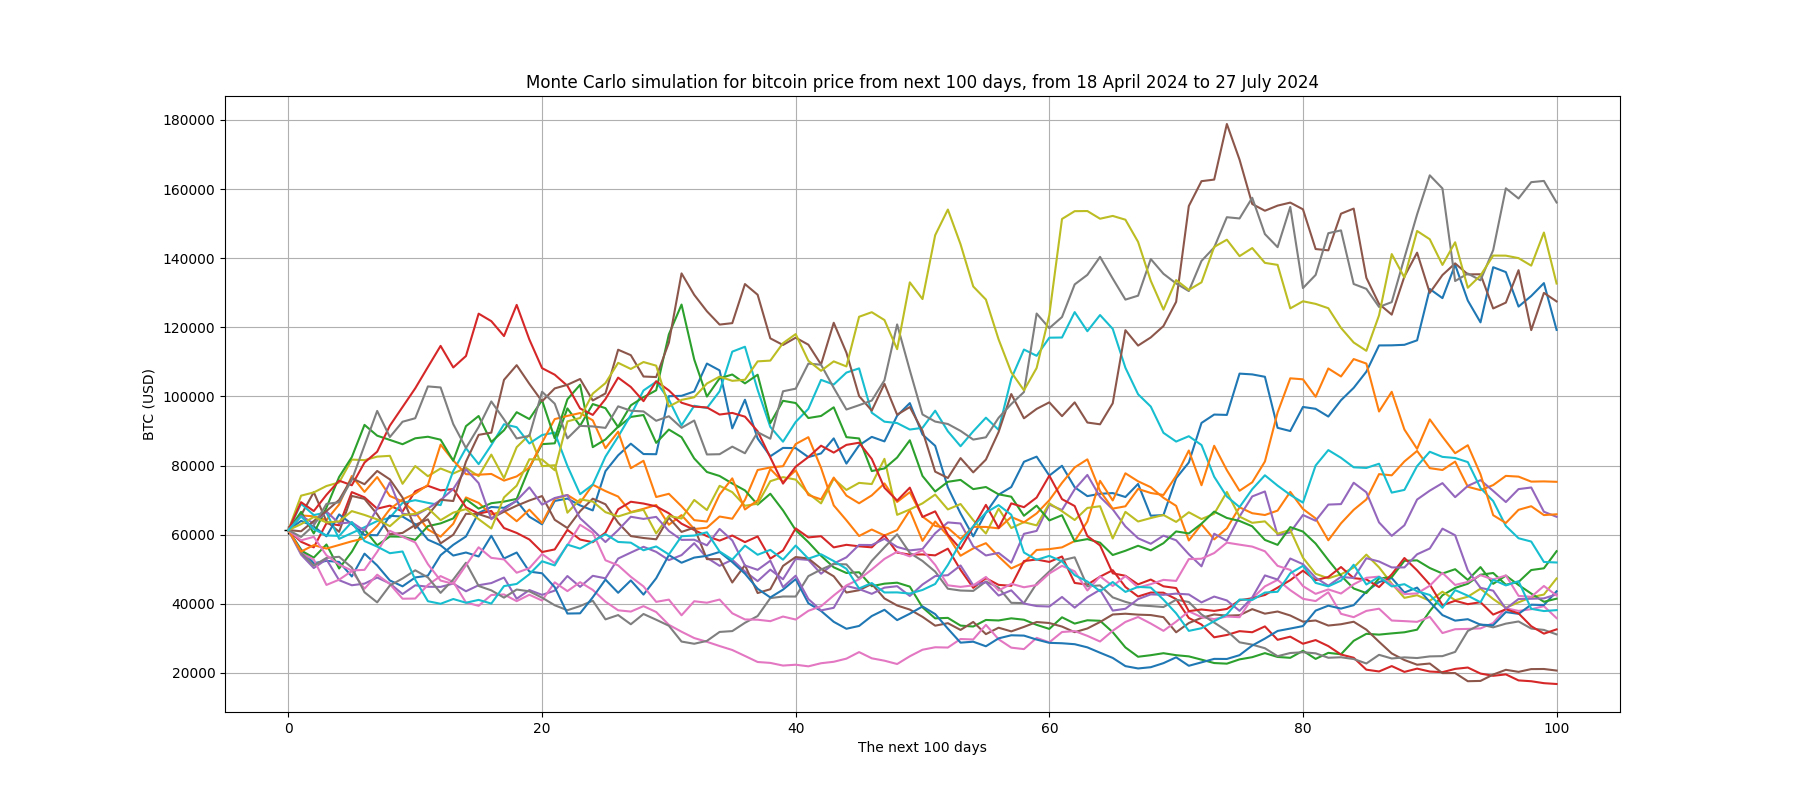 Monte Carlo simulation for bitcoin price from next 100 days, from 18 April 2024 to 27 July 2024
180000
160000
140000
120000
100000
80000
60000
40000
20000
BTC (USD)
0 20 40 60 80 100
The next 100 days